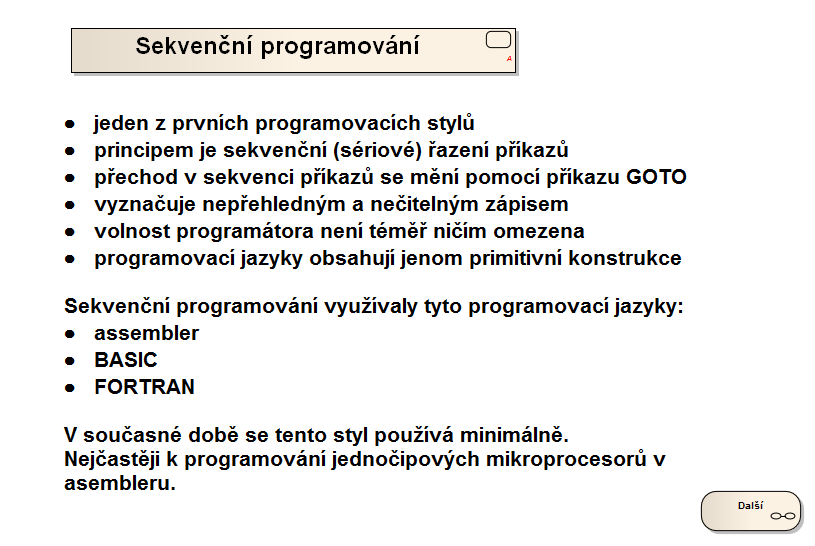 Sekvenční programování
A
● jeden z prvních programovacích stylů
● principem je sekvenční (sériové) řazení příkazů
● přechod v sekvenci příkazů se mění pomocí příkazu GOTO
● vyznačuje nepřehledným a nečitelným zápisem
● volnost programátora není téměř ničím omezena
● programovací jazyky obsahují jenom primitivní konstrukce
Sekvenční programování využívaly tyto programovací jazyky:
● assembler
● BASIC
● FORTRAN
V současné době se tento styl používá minimálně.
Nejčastěji k programování jednočipových mikroprocesorů v
asembleru.
Další